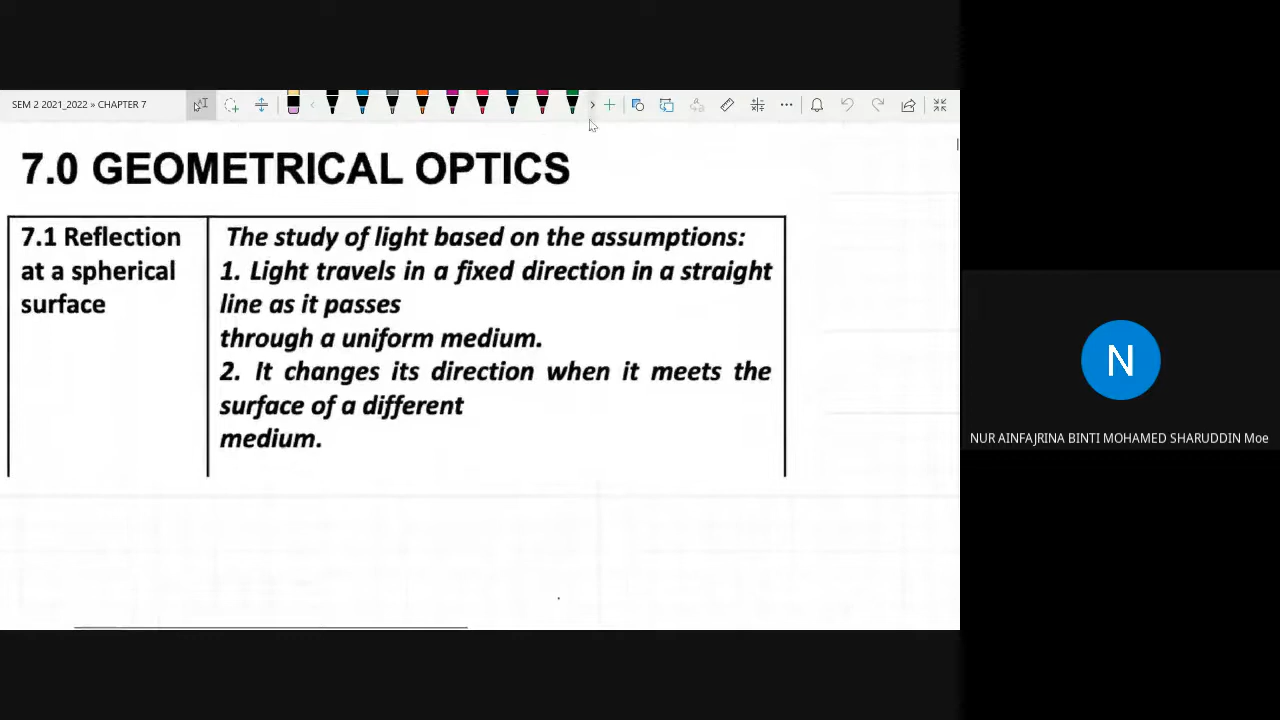 SEM 2 2021_2022 » CHAPTER 7
7.0 GEOMETRICAL OPTICS
7.1 Reflection
at a spherical
surface
The study of light based on the assumptions:
1. Light travels in a fixed direction in a straight
line as it passes
through a uniform medium.
2. It changes its direction when it meets the
surface of a different
medium.
N
NUR AINFAJRINA BINTI MOHAMED SHARUDDIN Moe